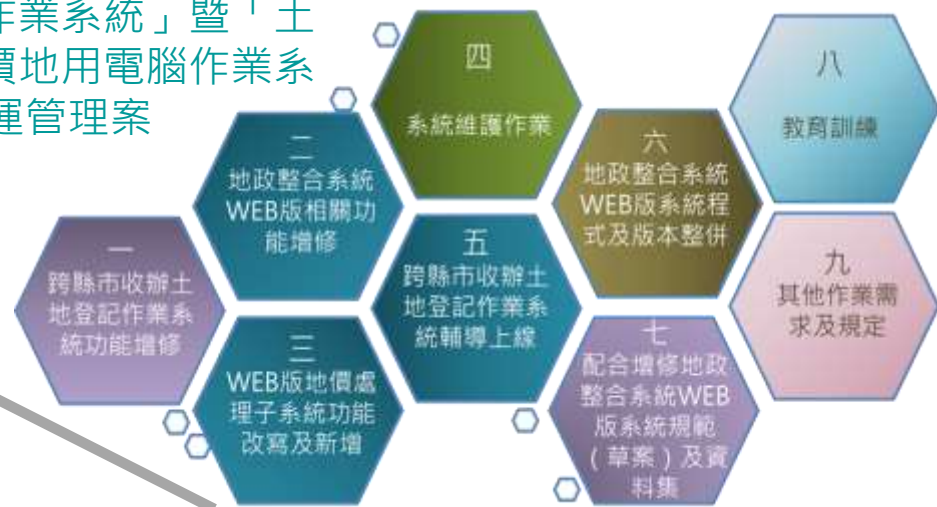 作業系統」暨「土
價地用電腦作業系
運管理案
一
跨縣市收辦土
地登記作業系
統功能增修
二
地政整合系統
WEB版相關功
能增修
三
WEB版地價處
理子系統功能
改寫及新增
四
系統維護作業
五
跨縣市收辦土
地登記作業系
統輔導上線
六
地政整合系統
WEB版系統程
式及版本整併
七
配合增修地政
整合系統WEB
版系統規範
（草案）及資
料集
八
教育訓練
九
其他作業需
求及規定